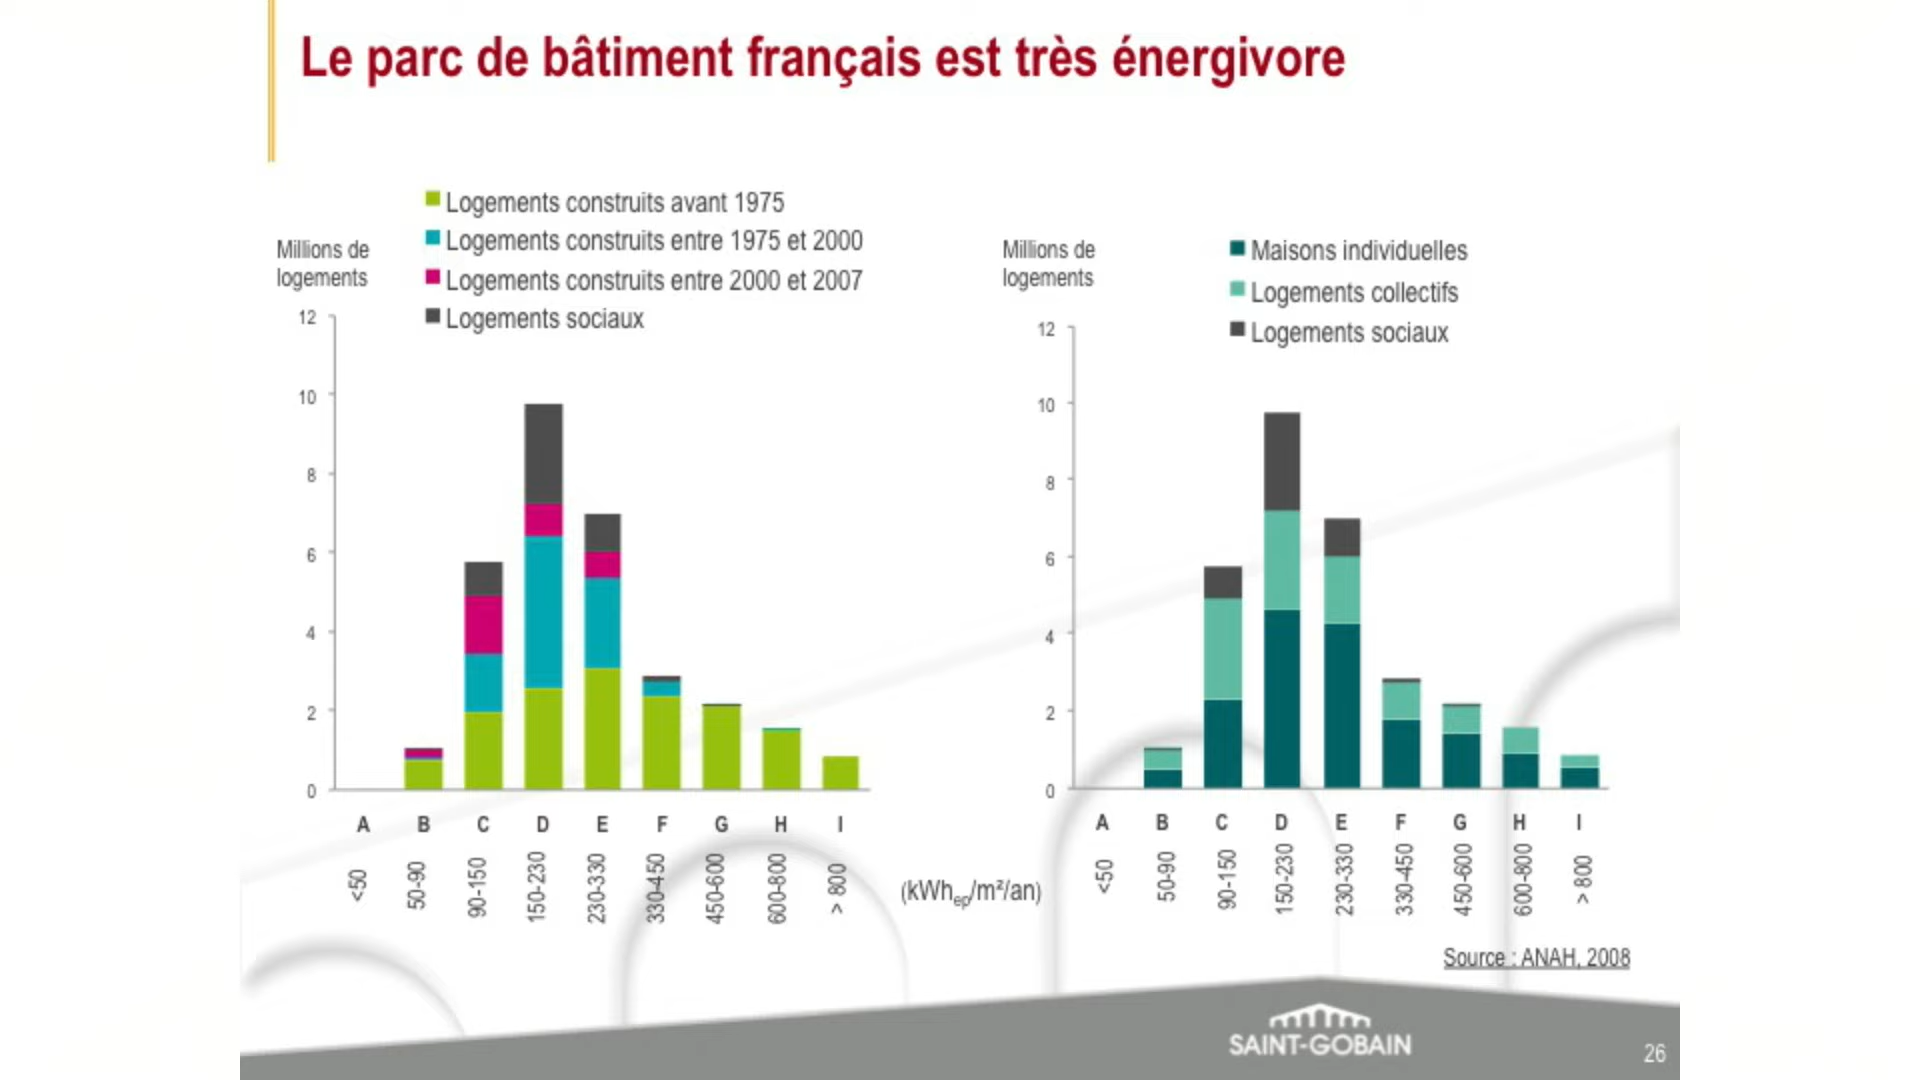 Le parc de bâtiment français est très énergivore
Millions de
logements
Logements construits avant 1975
Logements construits entre 1975 et 2000
Logements construits entre 2000 et 2007
Logements sociaux
12
10
8
6
4
2
0
A
B
C
D
E
F
G
H
I
<50
50-90
90-150
150-230
230-330
330-450
450-600
600-800
> 800
(kWhep/m²/an)
Millions de
logements
Maisons individuelles
Logements collectifs
Logements sociaux
12
10
8
6
4
2
0
A
B
C
D
E
F
G
H
I
<50
50-90
90-150
150-230
230-330
330-450
450-600
600-800
> 800
Source : ANAH, 2008
SAINT-GOBAIN
26